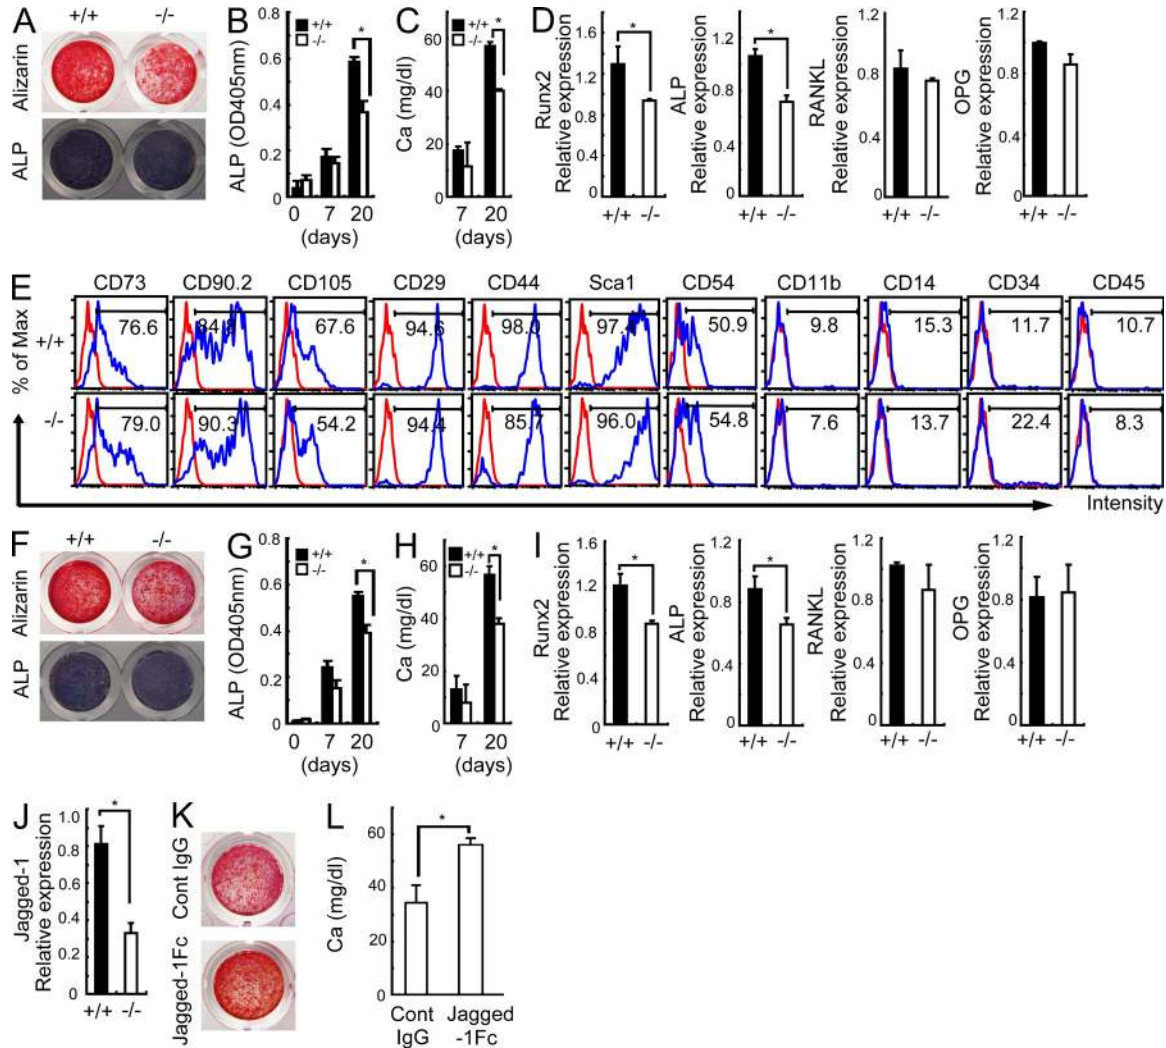 A
+/+
-/-
Alizarin
ALP
B
ALP (OD405nm)
+/+
-/-
*
0.8
0.6
0.4
0.2
0
0 7 20
(days)
C
Ca (mg/dl)
+/+
-/-
*
60
40
20
0
7 20
(days)
D
Runx2
Relative expression
*
1.6
1.2
0.8
0.4
0
+/+ -/-
ALP
Relative expression
*
1.2
0.8
0.4
0
+/+ -/-
RANKL
Relative expression
1.2
0.8
0.4
0
+/+ -/-
OPG
Relative expression
1.2
0.8
0.4
0
+/+ -/-
E
CD73 CD90.2 CD105 CD29 CD44 Sca1 CD54 CD11b CD14 CD34 CD45
% of Max
+/+
76.6 84.8 67.6 94.6 98.0 97.4 50.9 9.8 15.3 11.7 10.7
-/-
79.0 90.3 54.2 94.4 85.7 96.0 54.8 7.6 13.7 22.4 8.3
Intensity
F
+/+
-/-
Alizarin
ALP
G
ALP (OD405nm)
+/+
-/-
*
0.8
0.6
0.4
0.2
0
0 7 20
(days)
H
Ca (mg/dl)
+/+
-/-
*
60
40
20
0
7 20
(days)
I
Runx2
Relative expression
*
1.6
1.2
0.8
0.4
0
+/+ -/-
ALP
Relative expression
*
1.2
0.8
0.4
0
+/+ -/-
RANKL
Relative expression
1.2
0.8
0.4
0
+/+ -/-
OPG
Relative expression
1.2
0.8
0.4
0
+/+ -/-
J
Jagged-1
Relative expression
*
1.0
0.8
0.6
0.4
0.2
0
+/+ -/-
K
Cont IgG
Jagged-1Fc
L
Ca (mg/dl)
*
60
40
20
0
Cont Jagged
IgG -1Fc